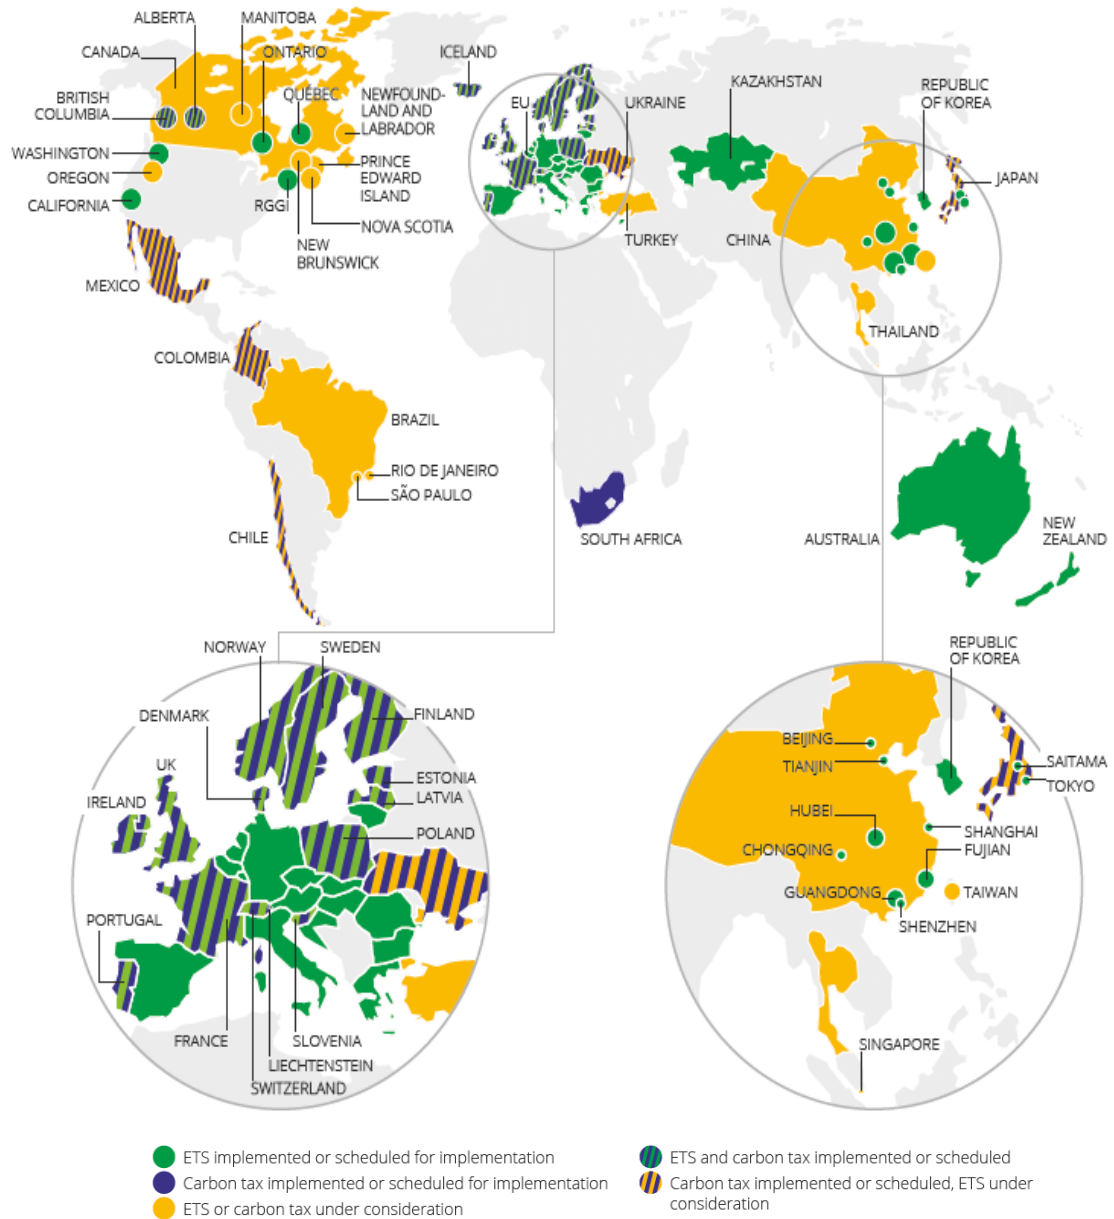 ALBERTA
MANITOBA
CANADA
ONTARIO
ICELAND
KAZAKHSTAN
REPUBLIC
OF KOREA
BRITISH
COLUMBIA
QUÉBEC
NEWFOUND-
LAND AND
LABRADOR
EU
UKRAINE
WASHINGTON
OREGON
CALIFORNIA
RGGI
PRINCE
EDWARD
ISLAND
NOVA SCOTIA
NEW
BRUNSWICK
JAPAN
TURKEY
CHINA
MEXICO
THAILAND
COLOMBIA
BRAZIL
RIO DE JANEIRO
SÃO PAULO
CHILE
SOUTH AFRICA
AUSTRALIA
NEW
ZEALAND
NORWAY
SWEDEN
DENMARK
FINLAND
UK
ESTONIA
IRELAND
LATVIA
POLAND
PORTUGAL
FRANCE
SLOVENIA
LIECHTENSTEIN
SWITZERLAND
REPUBLIC
OF KOREA
BEIJING
TIANJIN
SAITAMA
TOKYO
HUBEI
SHANGHAI
CHONGQING
FUJIAN
GUANGDONG
TAIWAN
SHENZHEN
SINGAPORE
ETS implemented or scheduled for implementation
Carbon tax implemented or scheduled for implementation
ETS or carbon tax under consideration
ETS and carbon tax implemented or scheduled
Carbon tax implemented or scheduled, ETS under
consideration